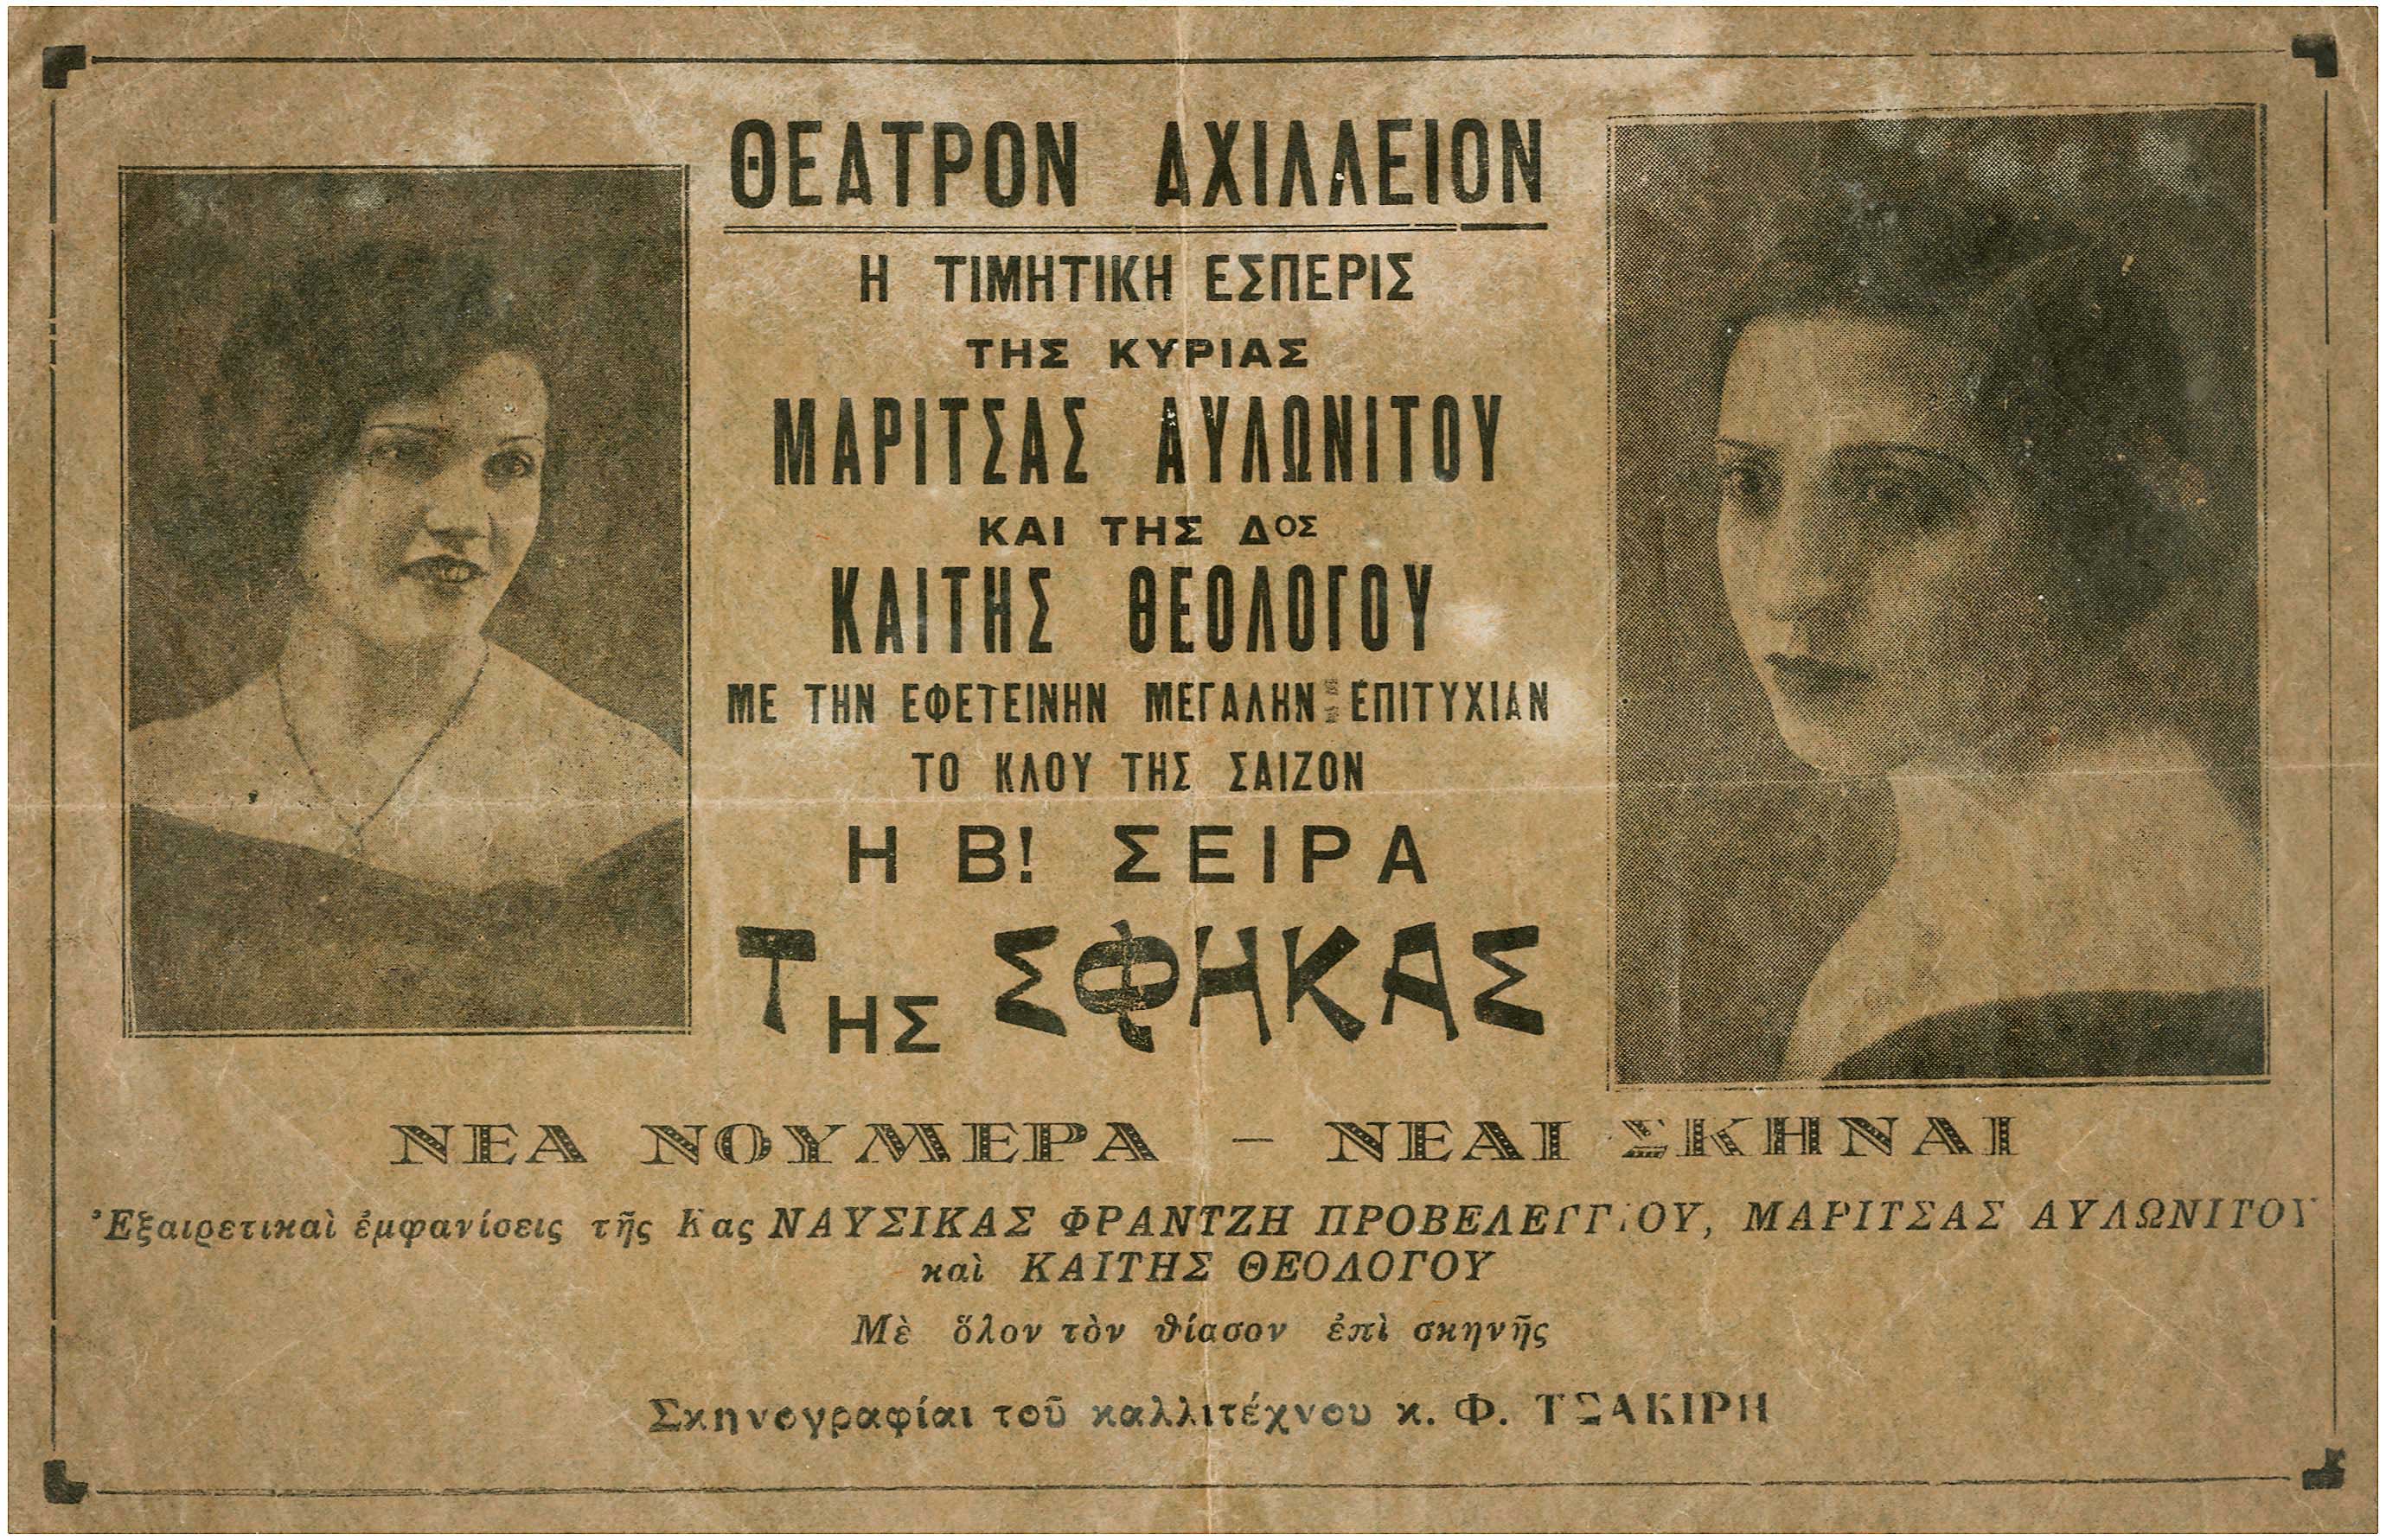 ΘΕΑΤΡΟΝ ΑΧΙΛΛΕΙΟΝ
Η ΤΙΜΗΤΙΚΗ ΕΣΠΕΡΙΣ
ΤΗΣ ΚΥΡΙΑΣ
ΜΑΡΙΤΣΑΣ ΑΥΛΩΝΙΤΟΥ
ΚΑΙ ΤΗΣ ΔΟΣ
ΚΑΙΤΗΣ ΘΕΟΛΟΓΟΥ
ΜΕ ΤΗΝ ΕΦΕΤΕΙΝΗΝ ΜΕΓΑΛΗΝ ΕΠΙΤΥΧΙΑΝ
ΤΟ ΚΛΟΥ ΤΗΣ ΣΑΙΖΟΝ
Η Β! ΣΕΙΡΑ
ΤΗΣ ΣΦΗΚΑΣ
ΝΕΑ ΝΟΥΜΕΡΑ – ΝΕΑΙ ΣΚΗΝΑΙ
Ἐξαιρετικαὶ ἐμφανίσεις τῆς Κας ΝΑΥΣΙΚΑΣ ΦΡΑΝΤΖΗ ΠΡΟΒΕΛΕΓΓΙΟΥ, ΜΑΡΙΤΣΑΣ ΑΥΛΩΝΙΤΟΥ
καὶ ΚΑΙΤΗΣ ΘΕΟΛΟΓΟΥ
Μὲ ὅλον τὸν θίασον ἐπὶ σκηνῆς
Σκηνογραφίαι τοῦ καλλιτέχνου κ. Φ. ΤΣΑΚΙΡΗ